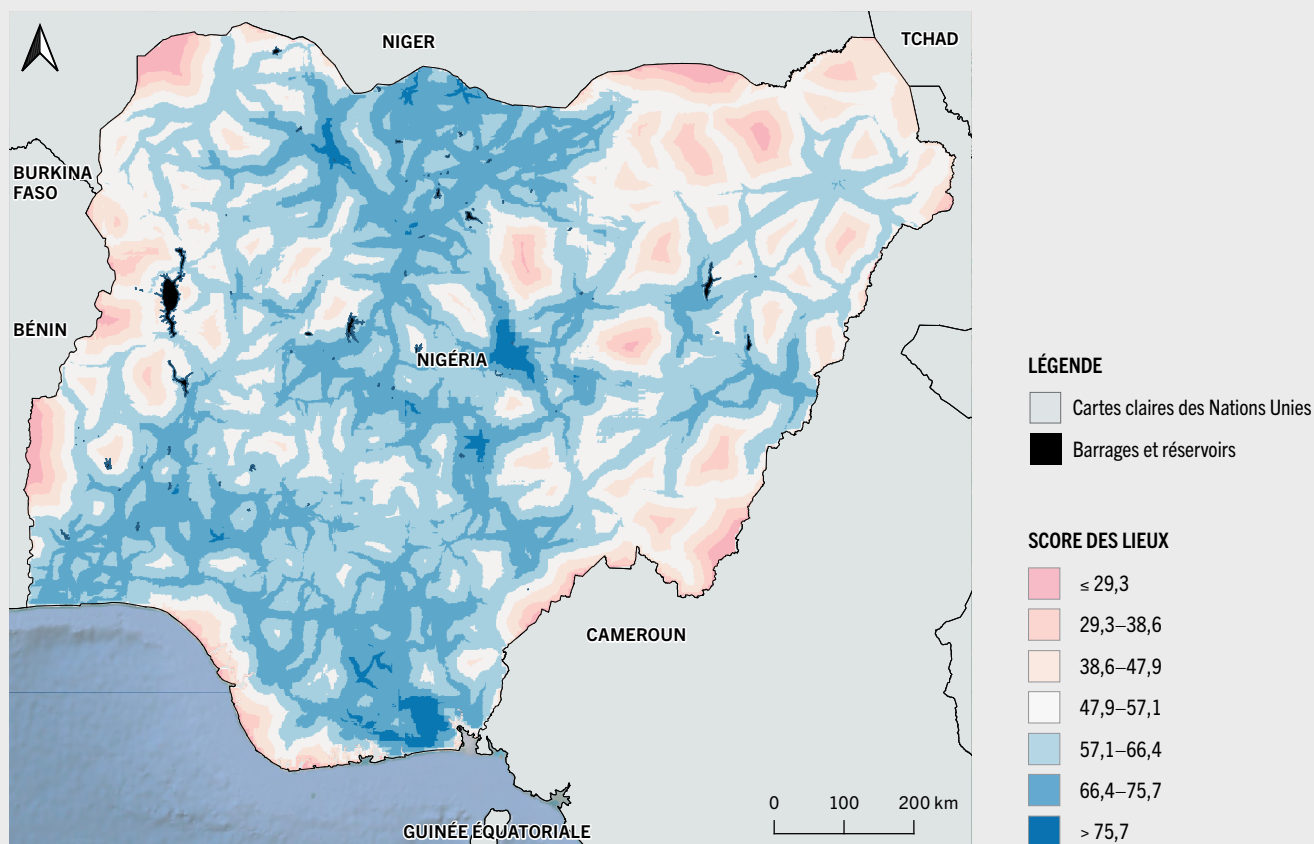 NIGER
TCHAD
BURKINA
FASO
BÉNIN
NIGÉRIA
CAMEROUN
GUINÉE ÉQUATORIALE
0 100 200 km
LÉGENDE
Cartes claires des Nations Unies
Barrages et réservoirs
SCORE DES LIEUX
≤ 29,3
29,3–38,6
38,6–47,9
47,9–57,1
57,1–66,4
66,4–75,7
> 75,7